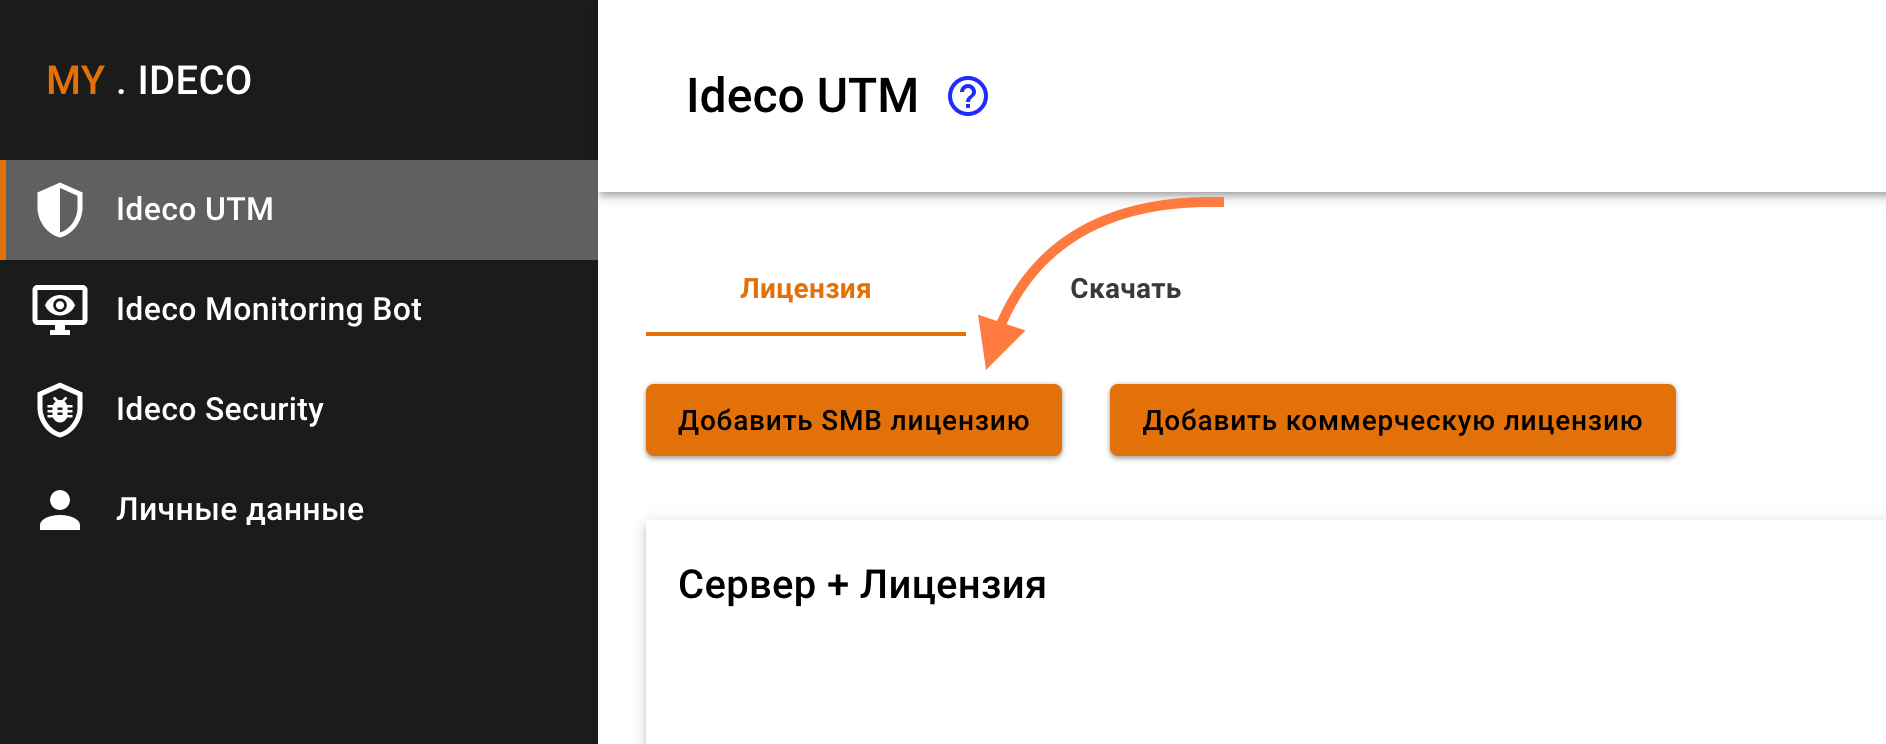 MY . IDECO
Ideco UTM
Ideco Monitoring Bot
Ideco Security
Личные данные
Ideco UTM ?
Лицензия
Скачать
Добавить SMB лицензию
Добавить коммерческую лицензию
Сервер + Лицензия